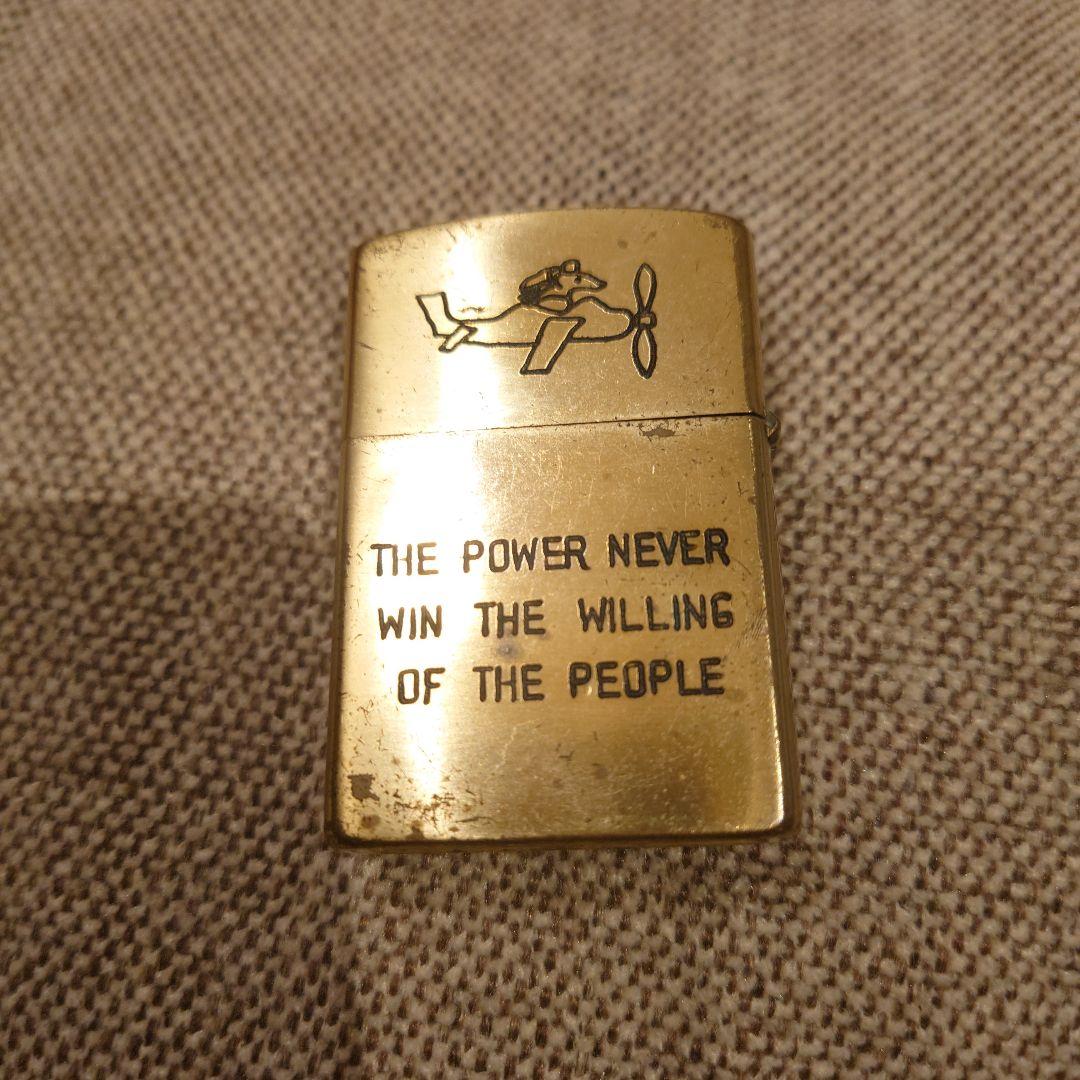 THE POWER NEVER
WIN THE WILLING
OF THE PEOPLE